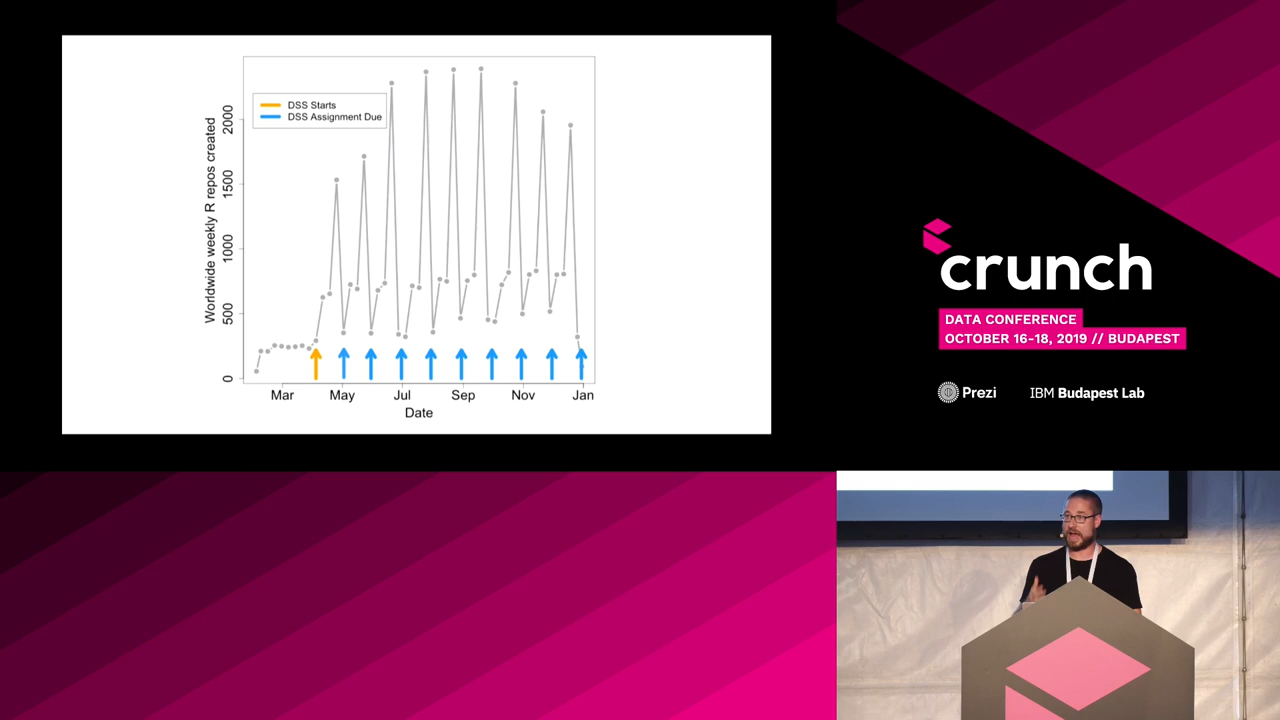 DSS Starts
DSS Assignment Due
Worldwide weekly R repos created
2000
1500
1000
500
0
Mar
May
Jul
Sep
Nov
Jan
Date
crunch
DATA CONFERENCE
OCTOBER 16-18, 2019 // BUDAPEST
Prezi
IBM Budapest Lab